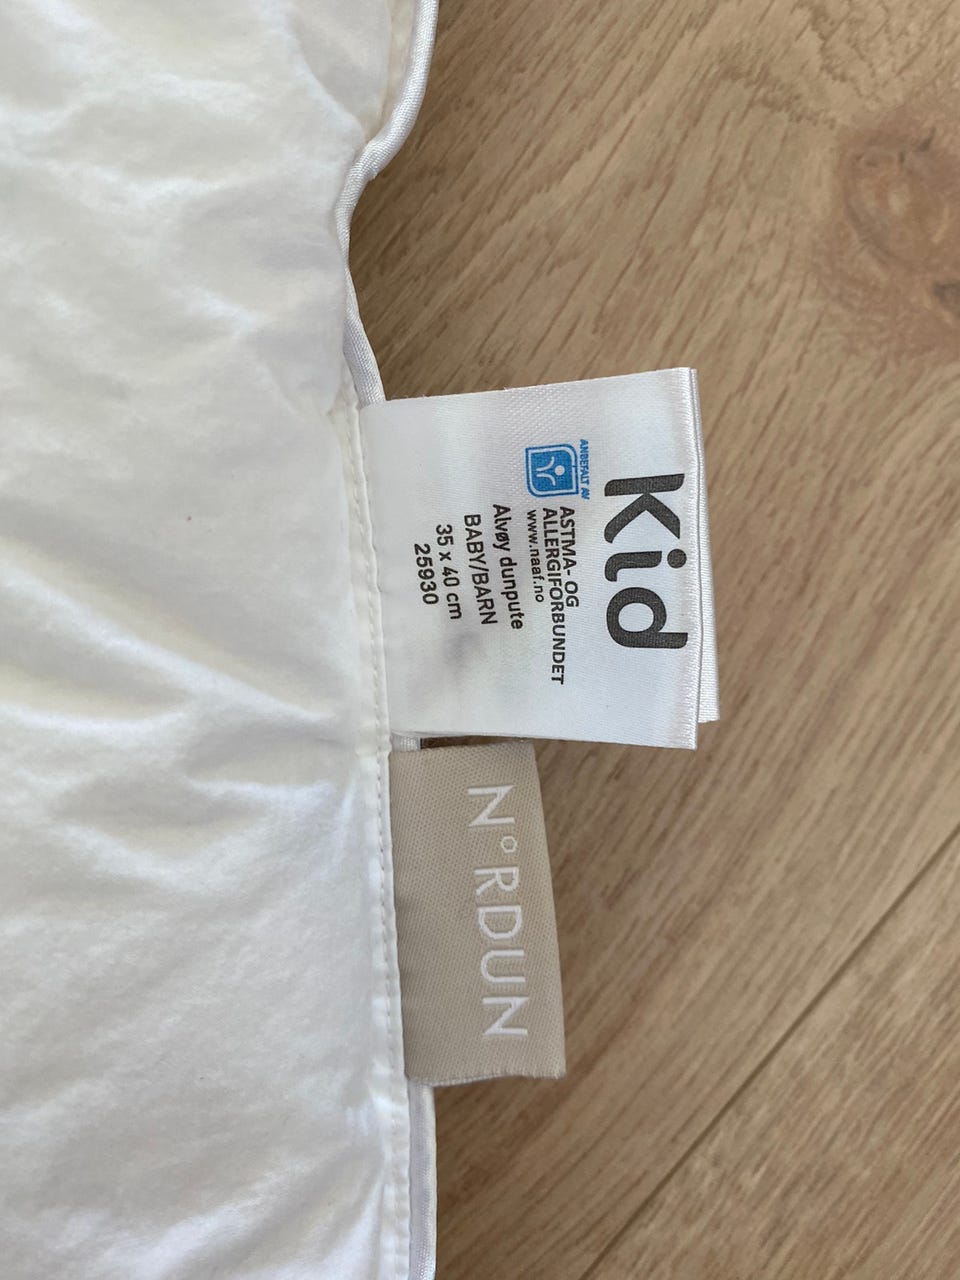 Kid
ANBEFALT AV
ASTMA- OG
ALLERGIFORBUNDET
www.naaf.no
Alvøy dunpute
BABY/BARN
35 x 40 cm
25930
N°RDUN